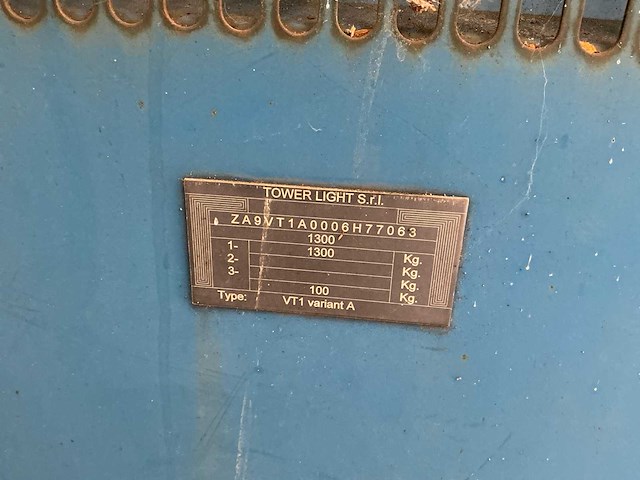 TOWER LIGHT S.r.l.
ZA9VT1A0006H77063
1300
1- 1300 Kg.
2- Kg.
3- Kg.
100 Kg.
Type: VT1 variant A